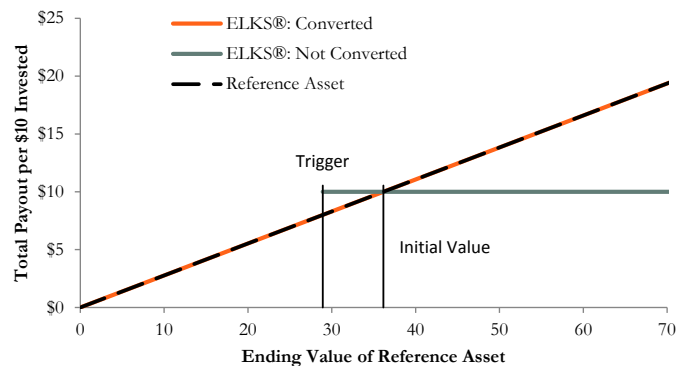 ELKS®: Converted
ELKS®: Not Converted
Reference Asset
Total Payout per $10 Invested
$25
$20
$15
$10
$5
$0
Trigger
Initial Value
0 10 20 30 40 50 60 70
Ending Value of Reference Asset